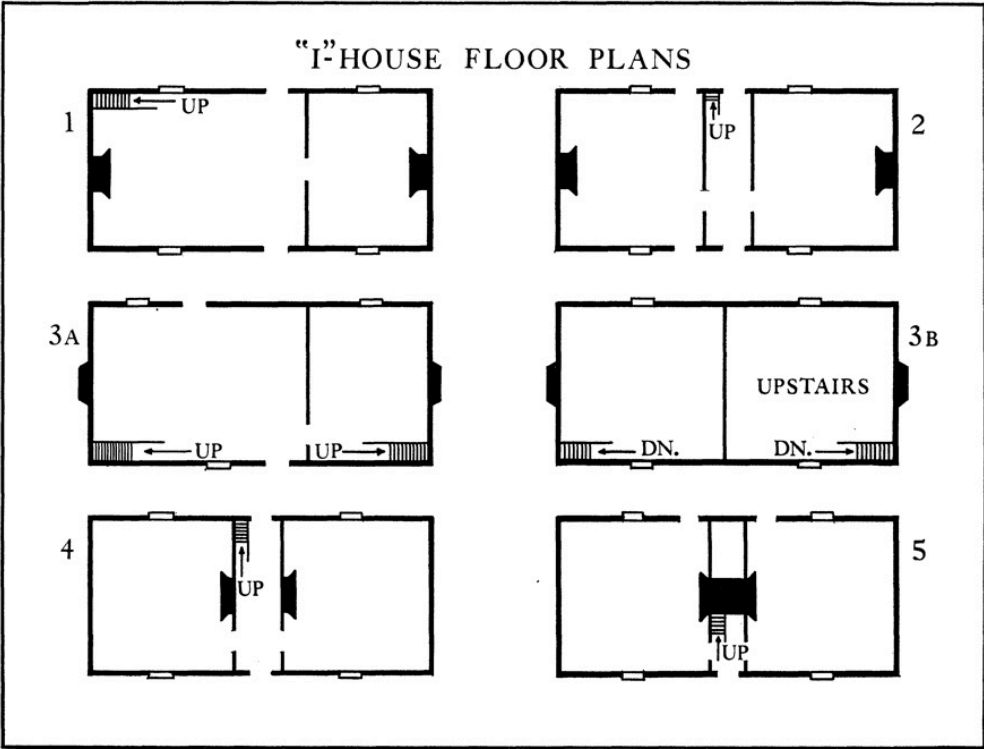 "I"-HOUSE FLOOR PLANS
1
UP
UP
2
3A
UP
UP
UPSTAIRS
DN.
DN.
3B
4
UP
UP
5